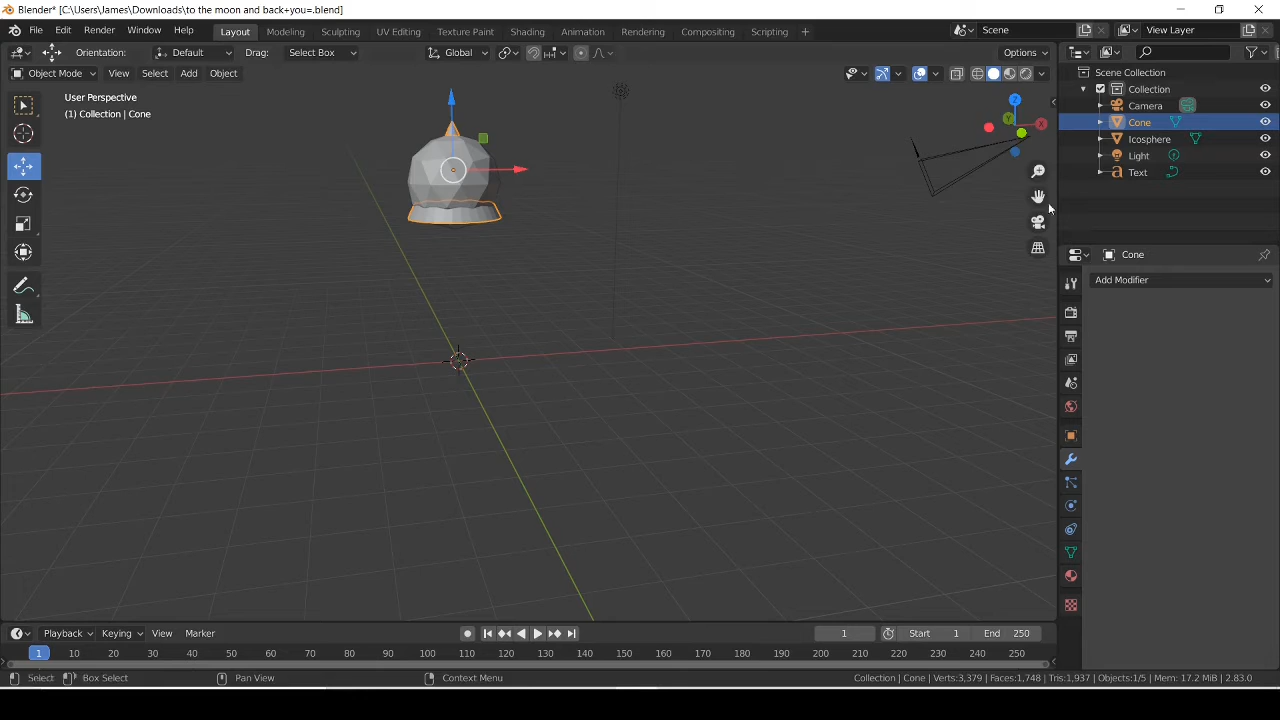 Blender* [C:\Users\James\Downloads\to the moon and back+you=.blend]
File Edit Render Window Help Layout Modeling Sculpting UV Editing Texture Paint Shading Animation Rendering Compositing Scripting + Scene View Layer
Orientation: Default Drag: Select Box Global Options
Object Mode View Select Add Object
User Perspective
(1) Collection | Cone
Z
Y
X
Scene Collection
Collection
Camera
Cone
Icosphere
Light
Text
Cone
Add Modifier
Playback Keying View Marker 1 Start 1 End 250
1 10 20 30 40 50 60 70 80 90 100 110 120 130 140 150 160 170 180 190 200 210 220 230 240 250
Select Box Select Pan View Context Menu Collection | Cone | Verts:3,379 | Faces:1,748 | Tris:1,937 | Objects:1/5 | Mem: 17.2 MiB | 2.83.0